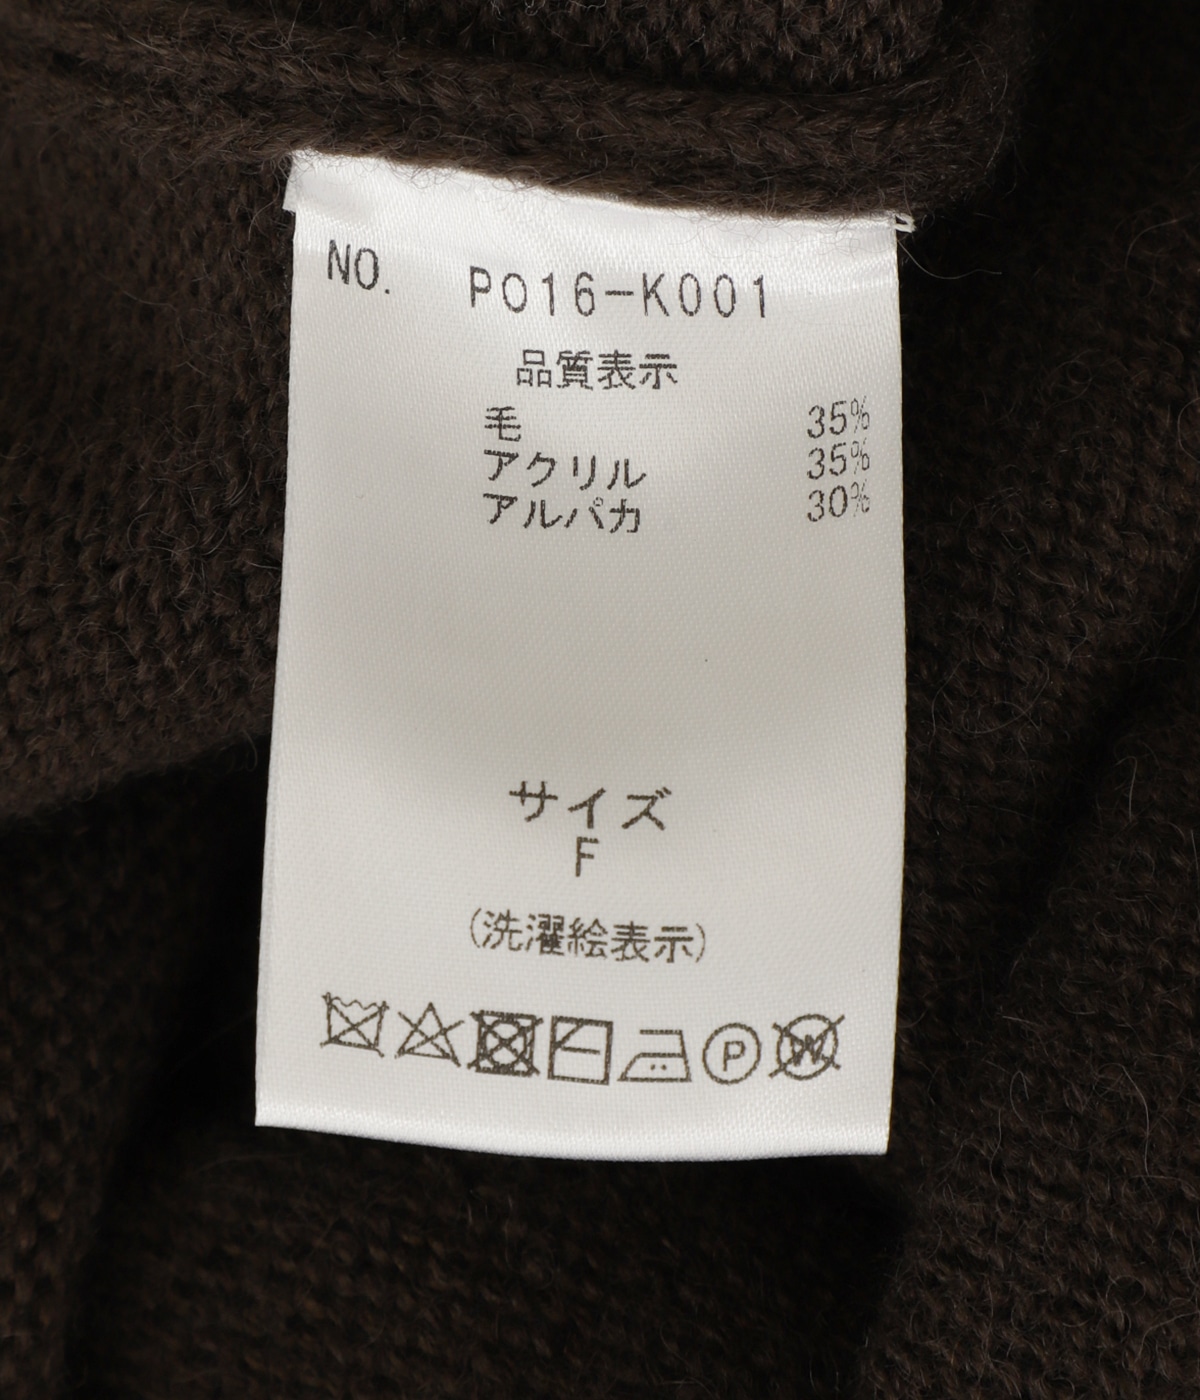 NO. PO16-K001
品質表示
毛 35%
アクリル 35%
アルパカ 30%
サイズ
F
(洗濯絵表示)
P W